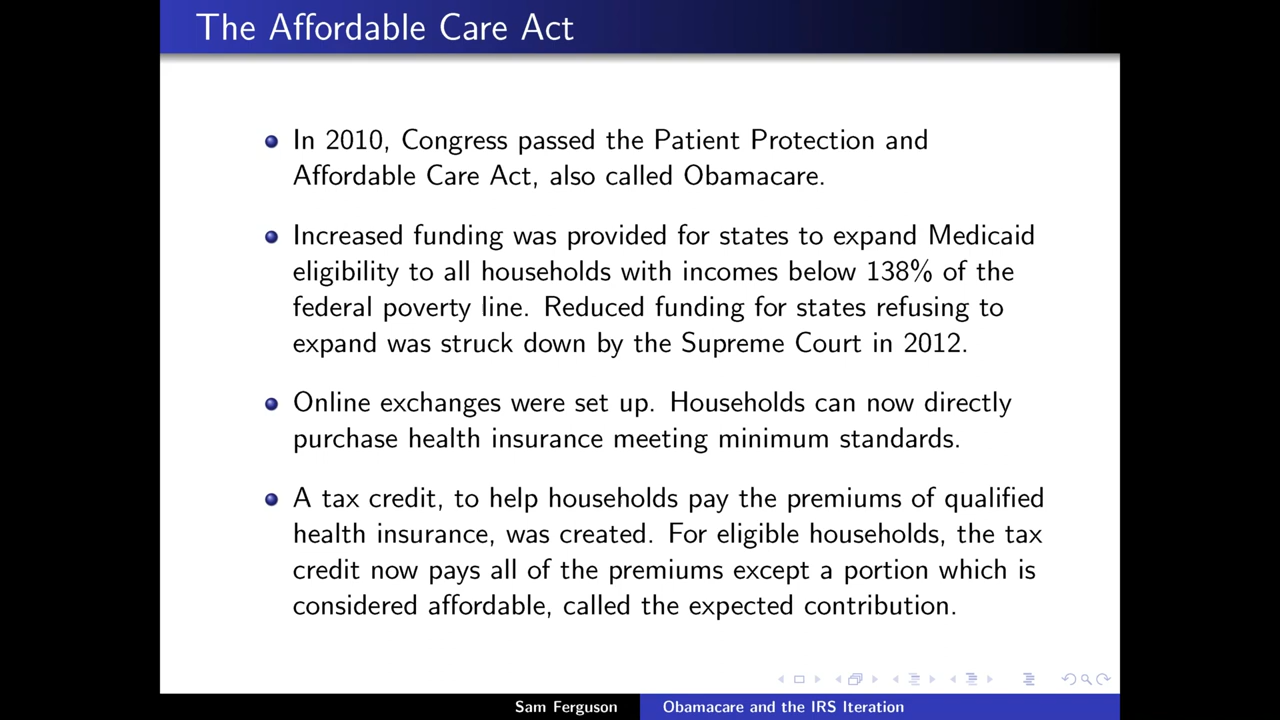 The Affordable Care Act
In 2010, Congress passed the Patient Protection and
Affordable Care Act, also called Obamacare.
Increased funding was provided for states to expand Medicaid
eligibility to all households with incomes below 138% of the
federal poverty line. Reduced funding for states refusing to
expand was struck down by the Supreme Court in 2012.
Online exchanges were set up. Households can now directly
purchase health insurance meeting minimum standards.
A tax credit, to help households pay the premiums of qualified
health insurance, was created. For eligible households, the tax
credit now pays all of the premiums except a portion which is
considered affordable, called the expected contribution.
Sam Ferguson
Obamacare and the IRS Iteration